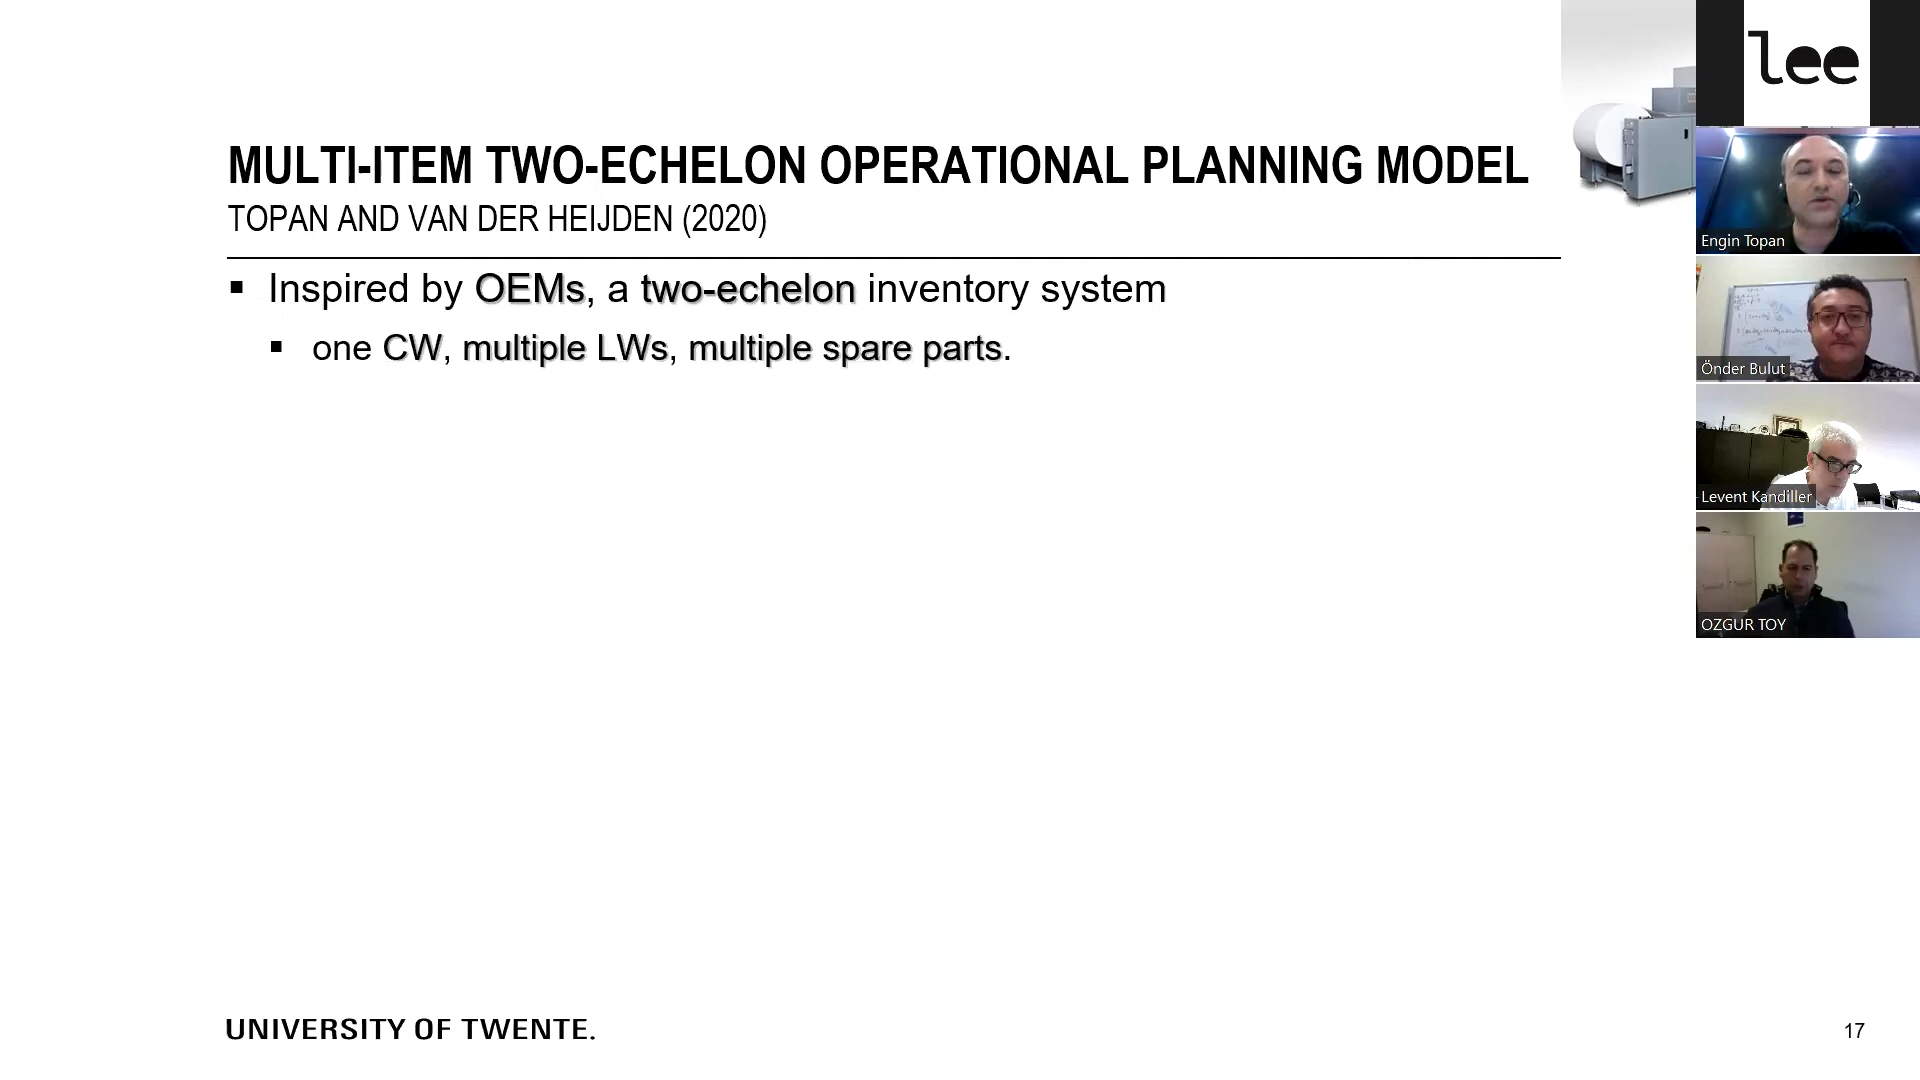 MULTI-ITEM TWO-ECHELON OPERATIONAL PLANNING MODEL
TOPAN AND VAN DER HEIJDEN (2020)
▪ Inspired by OEMs, a two-echelon inventory system
▪ one CW, multiple LWs, multiple spare parts.
UNIVERSITY OF TWENTE.
17
lee
Engin Topan
Önder Bulut
Levent Kandiller
OZGUR TOY